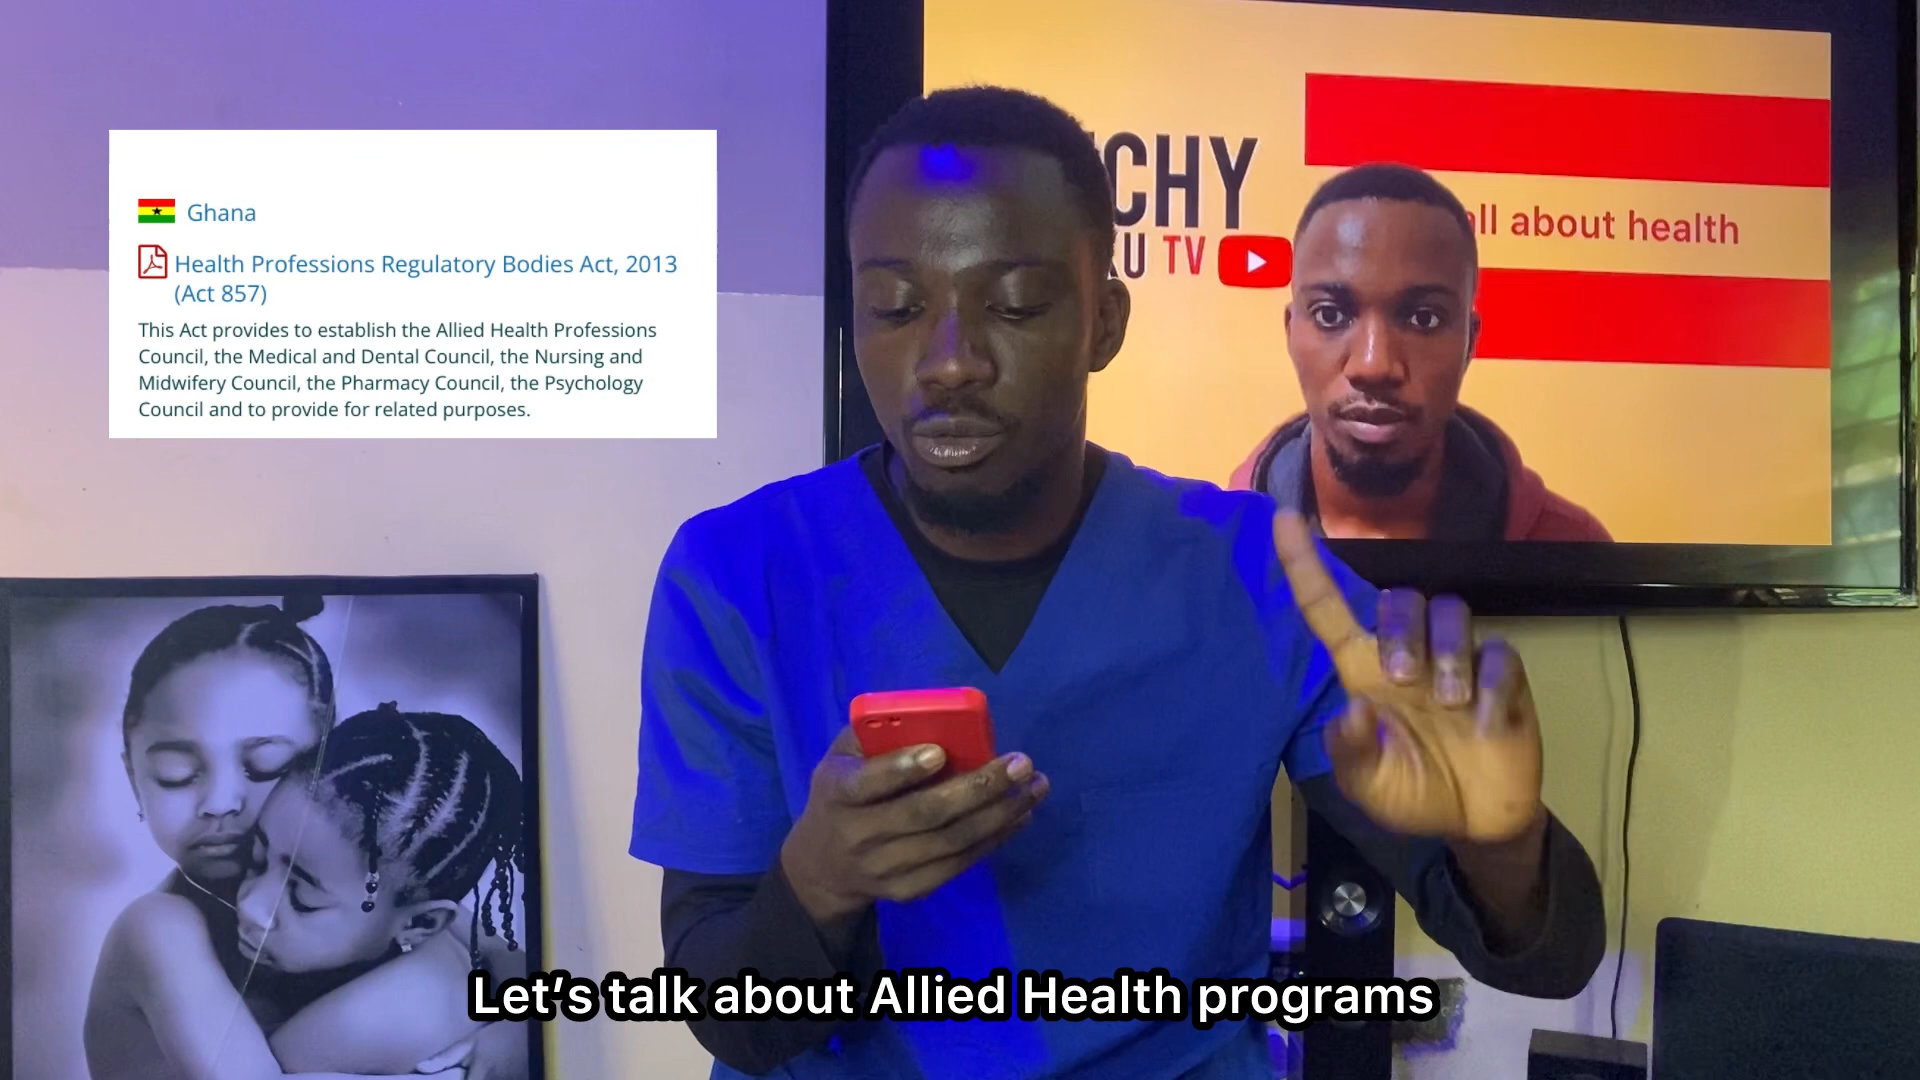 Ghana
Health Professions Regulatory Bodies Act, 2013
(Act 857)
This Act provides to establish the Allied Health Professions
Council, the Medical and Dental Council, the Nursing and
Midwifery Council, the Pharmacy Council, the Psychology
Council and to provide for related purposes.
CHY
TV
all about health
Let's talk about Allied Health programs